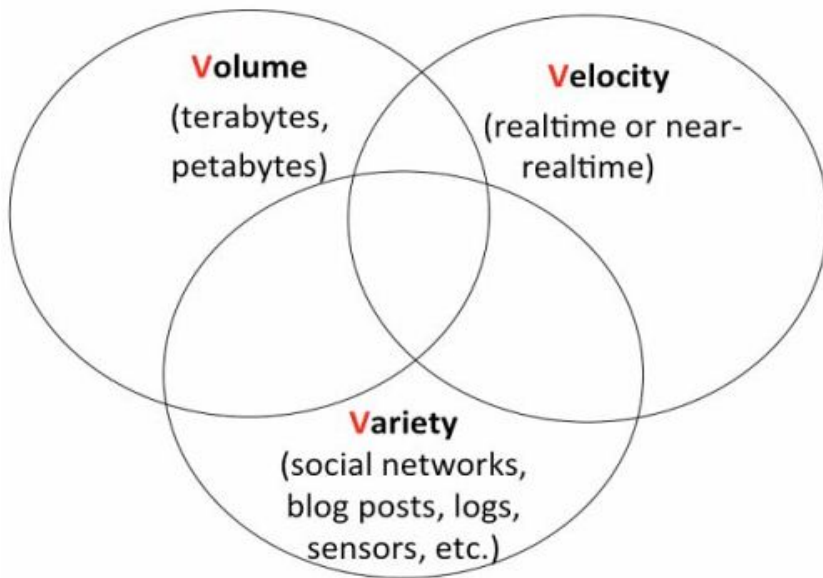 Volume
(terabytes,
petabytes)
Velocity
(realtime or near-
realtime)
Variety
(social networks,
blog posts, logs,
sensors, etc.)